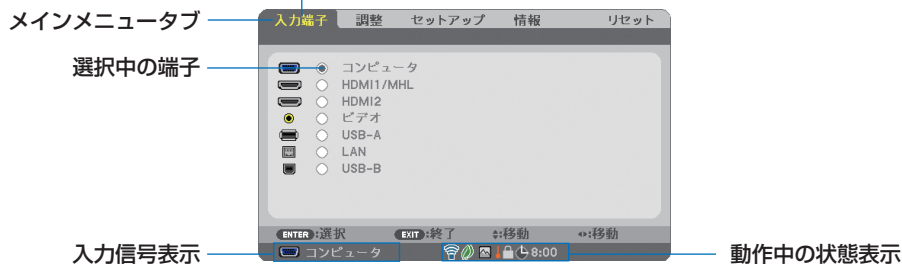 メインメニュータブ
入力端子 調整 セットアップ 情報 リセット
選択中の端子
コンピュータ
HDMI1/MHL
HDMI2
ビデオ
USB-A
LAN
USB-B
ENTER:選択 EXIT:終了 :移動 :移動
入力信号表示
コンピュータ 8:00
動作中の状態表示